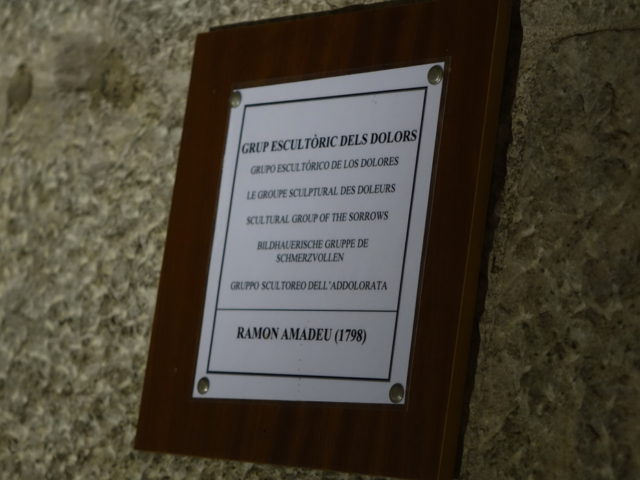 GRUP ESCULTÒRIC DELS DOLORS
GRUPO ESCULTÓRICO DE LOS DOLORES
LE GROUPE SCULPTURAL DES DOLEURS
SCULTURAL GROUP OF THE SORROWS
BILDHAUERISCHE GRUPPE DE
SCHMERZVOLLEN
GRUPPO SCULTOREO DELL'ADDOLORATA
RAMON AMADEU (1798)